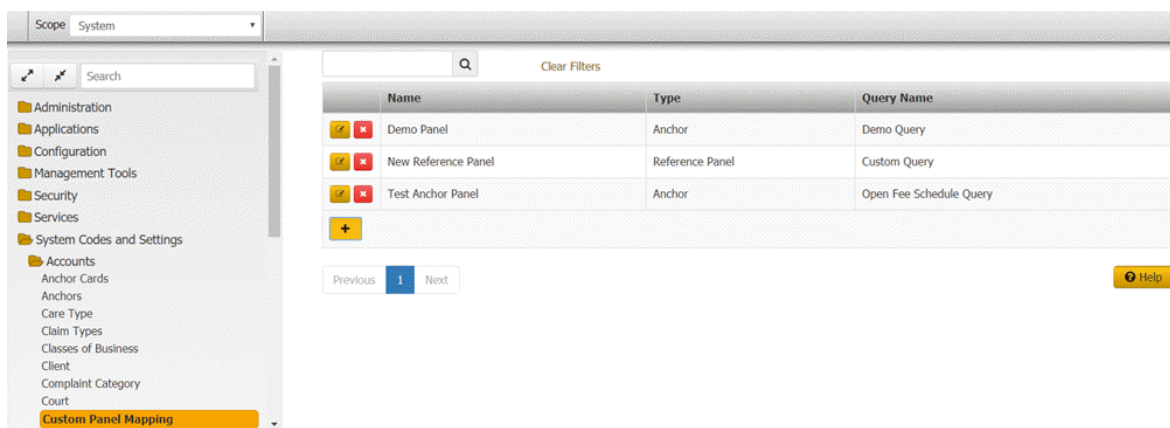 Scope System
Search
Administration
Applications
Configuration
Management Tools
Security
Services
System Codes and Settings
Accounts
Anchor Cards
Anchors
Care Type
Claim Types
Classes of Business
Client
Complaint Category
Court
Custom Panel Mapping
Clear Filters
Name Type Query Name
Demo Panel Anchor Demo Query
New Reference Panel Reference Panel Custom Query
Test Anchor Panel Anchor Open Fee Schedule Query
+
Previous 1 Next
Help